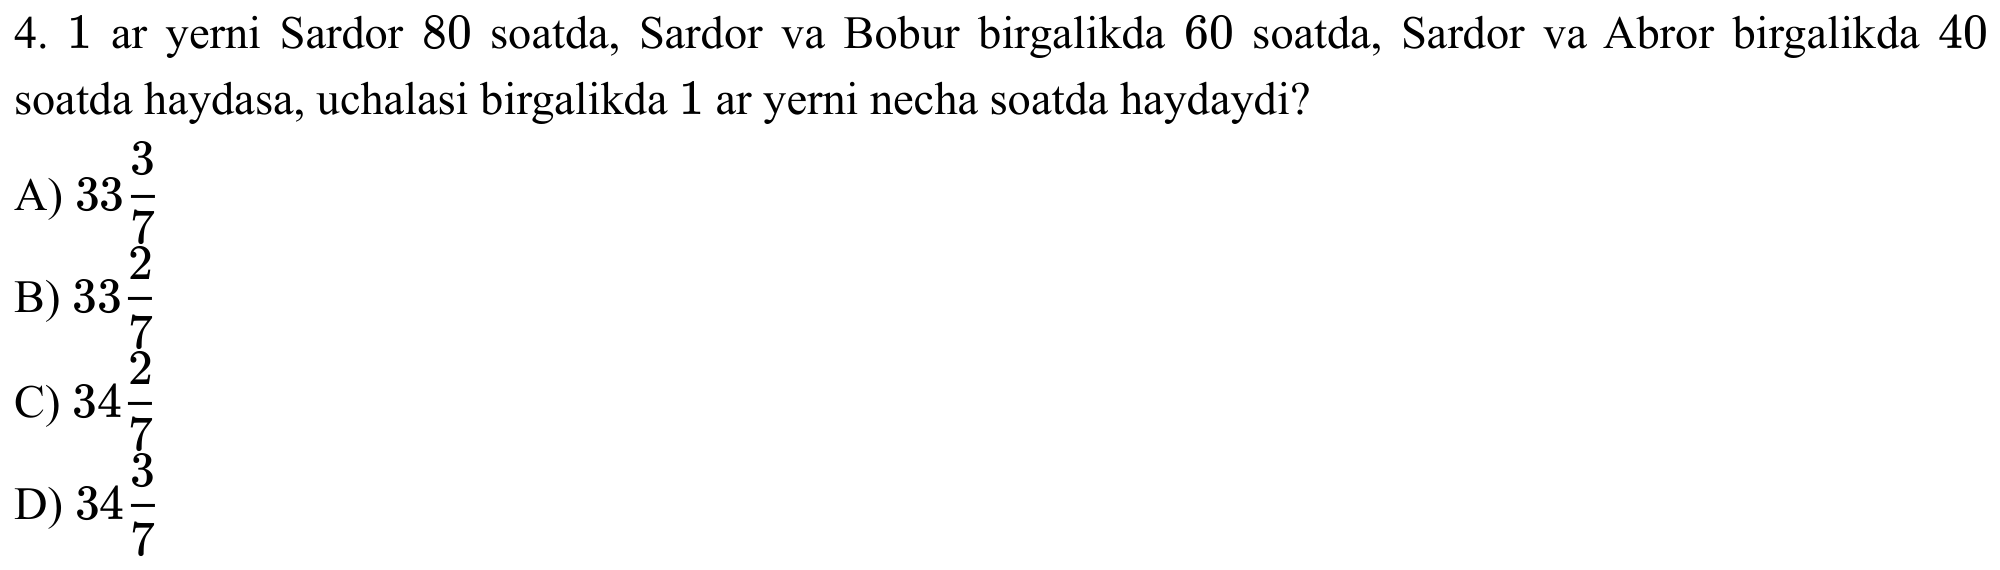 4. 1 ar yerni Sardor 80 soatda, Sardor va Bobur birgalikda 60 soatda, Sardor va Abror birgalikda 40
soatda haydasa, uchalasi birgalikda 1 ar yerni necha soatda haydaydi?
A) 33 3/7
B) 33 2/7
C) 34 2/7
D) 34 3/7